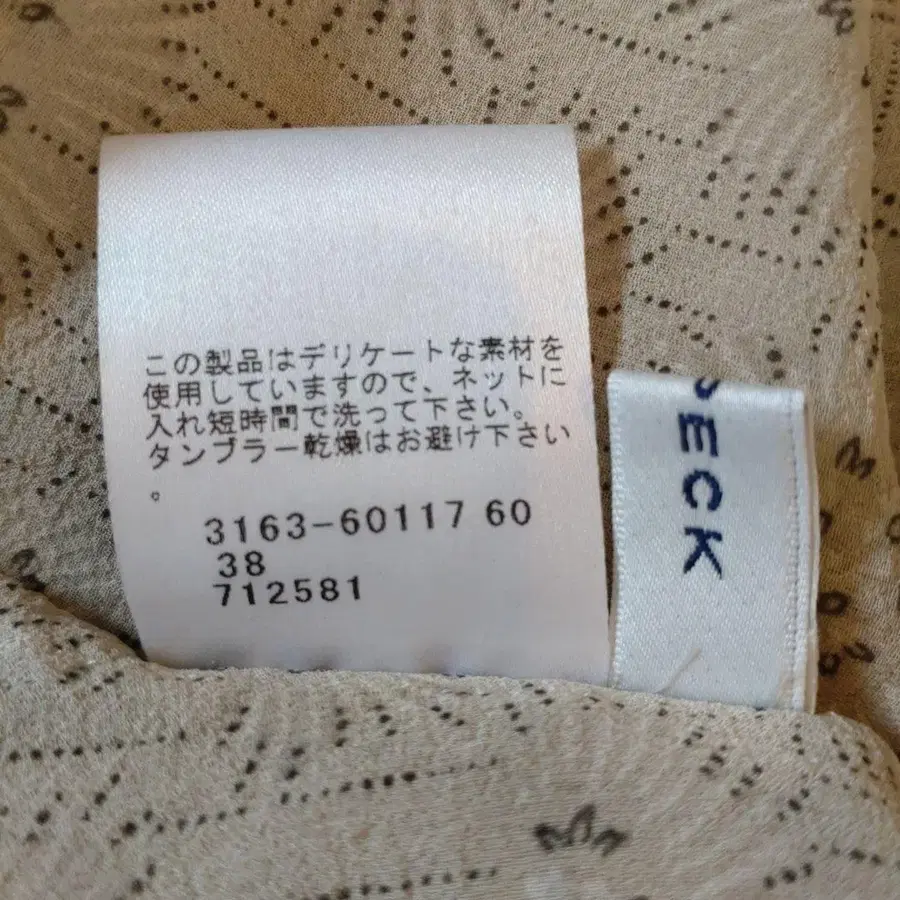 この製品はデリケートな素材を
使用していますので、ネットに
入れ短時間で洗って下さい。
タンブラー乾燥はお避け下さい
。
3163-60117 60
38
712581
DECK